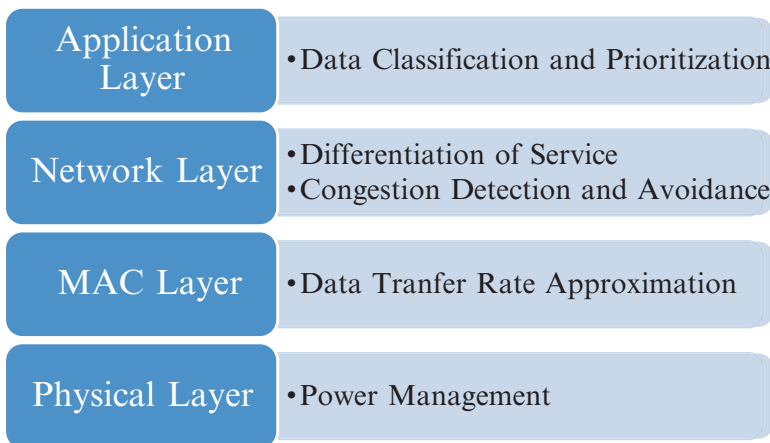 Application
Layer
•Data Classification and Prioritization
Network Layer
•Differentiation of Service
•Congestion Detection and Avoidance
MAC Layer
•Data Tranfer Rate Approximation
Physical Layer
•Power Management